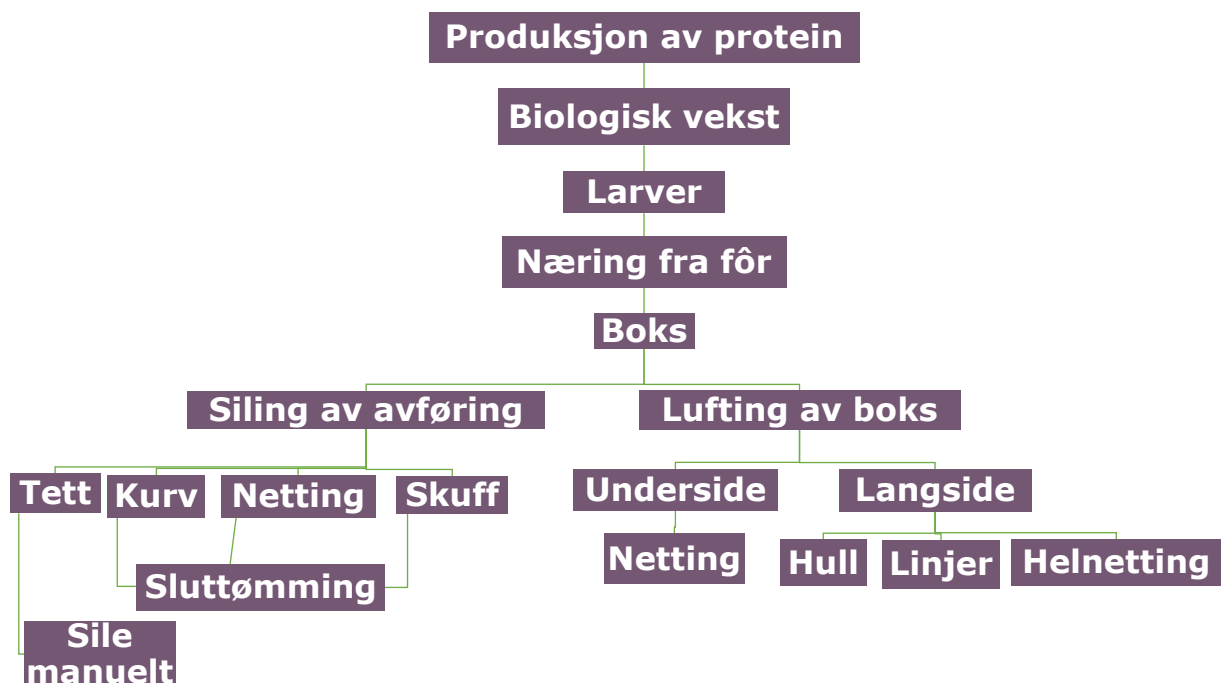 Produksjon av protein
Biologisk vekst
Larver
Næring fra fôr
Boks
Siling av avføring
Lufting av boks
Tett
Kurv
Netting
Skuff
Underside
Langside
Netting
Hull
Linjer
Helnetting
Sluttømming
Sile
manuelt